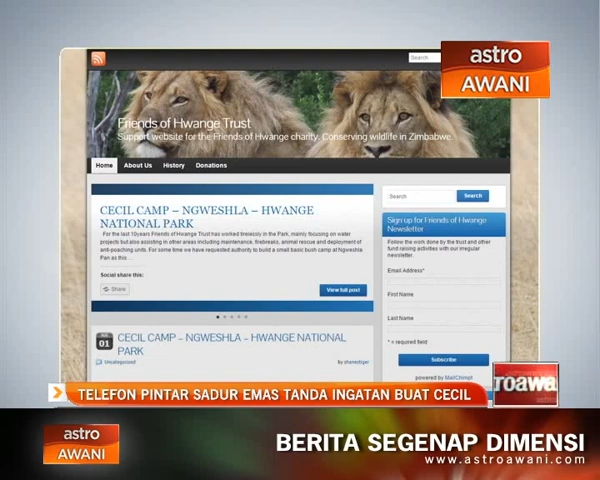 astro
AWANI
Search
Friends of Hwange Trust
Support website for the Friends of Hwange charity. Conserving wildlife in Zimbabwe.
Home About Us History Donations
CECIL CAMP – NGWESHLA – HWANGE
NATIONAL PARK
For the last 10years Friends of Hwange Trust has worked tirelessly in the Park, mainly focusing on water
projects but also assisting in other areas including maintenance, firebreaks, animal rescue and deployment of
anti-poaching units. For some time we have requested authority to build a small basic bush camp at Ngweshla
Pan as this ...
Social share this:
Share
View full post
01
CECIL CAMP – NGWESHLA – HWANGE NATIONAL
PARK
Uncategorized
Search Search
Sign up for Friends of Hwange
Newsletter
Follow the work done by the trust and other
fund raising activities with our irregular
newsletter.
Email Address*
First Name
Last Name
* = required field
Subscribe
powered by MailChimp!
TELEFON PINTAR SADUR EMAS TANDA INGATAN BUAT CECIL
roawa
astro
AWANI
BERITA SEGENAP DIMENSI
www.astroawani.com